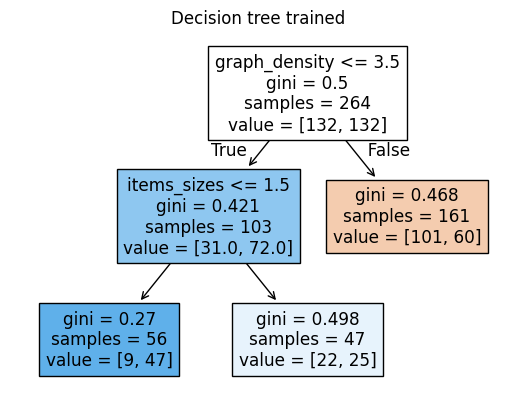 Decision tree trained
graph_density <= 3.5
gini = 0.5
samples = 264
value = [132, 132]
True
False
items_sizes <= 1.5
gini = 0.421
samples = 103
value = [31.0, 72.0]
gini = 0.468
samples = 161
value = [101, 60]
gini = 0.27
samples = 56
value = [9, 47]
gini = 0.498
samples = 47
value = [22, 25]